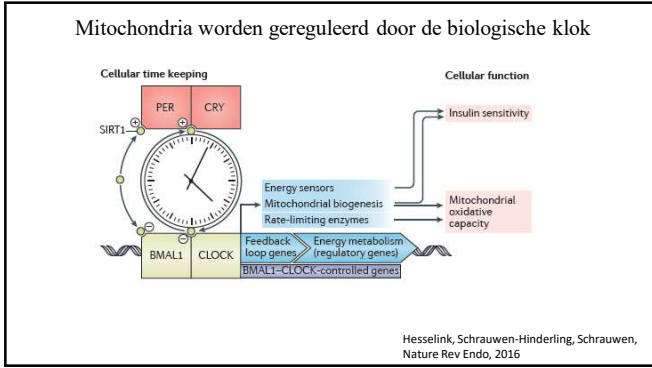 Mitochondria worden gereguleerd door de biologische klok
Cellular time keeping
Cellular function
PER CRY
+ +
SIRT1
Insulin sensitivity
Energy sensors
Mitochondrial biogenesis
Rate-limiting enzymes
Mitochondrial
oxidative
capacity
− −
BMAL1 CLOCK
Feedback
loop genes
Energy metabolism
(regulatory genes)
BMAL1–CLOCK-controlled genes
Hesselink, Schrauwen-Hinderling, Schrauwen,
Nature Rev Endo, 2016